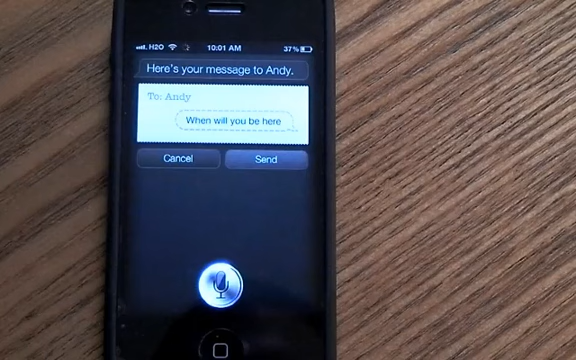 H2O 10:01 AM 37%
Here's your message to Andy.
To: Andy
When will you be here
Cancel Send